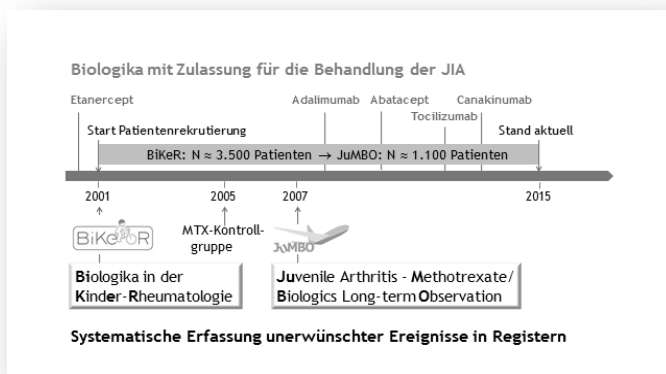 Biologika mit Zulassung für die Behandlung der JIA
Etanercept
Adalimumab
Abatacept
Canakinumab
Tocilizumab
Start Patientenrekrutierung
Stand aktuell
BiKeR: N ≈ 3.500 Patienten → JuMBO: N ≈ 1.100 Patienten
2001
2005
2007
2015
BiKeR
MTX-Kontroll-
gruppe
JuMBO
Biologika in der
Kinder-Rheumatologie
Juvenile Arthritis - Methotrexate/
Biologics Long-term Observation
Systematische Erfassung unerwünschter Ereignisse in Registern